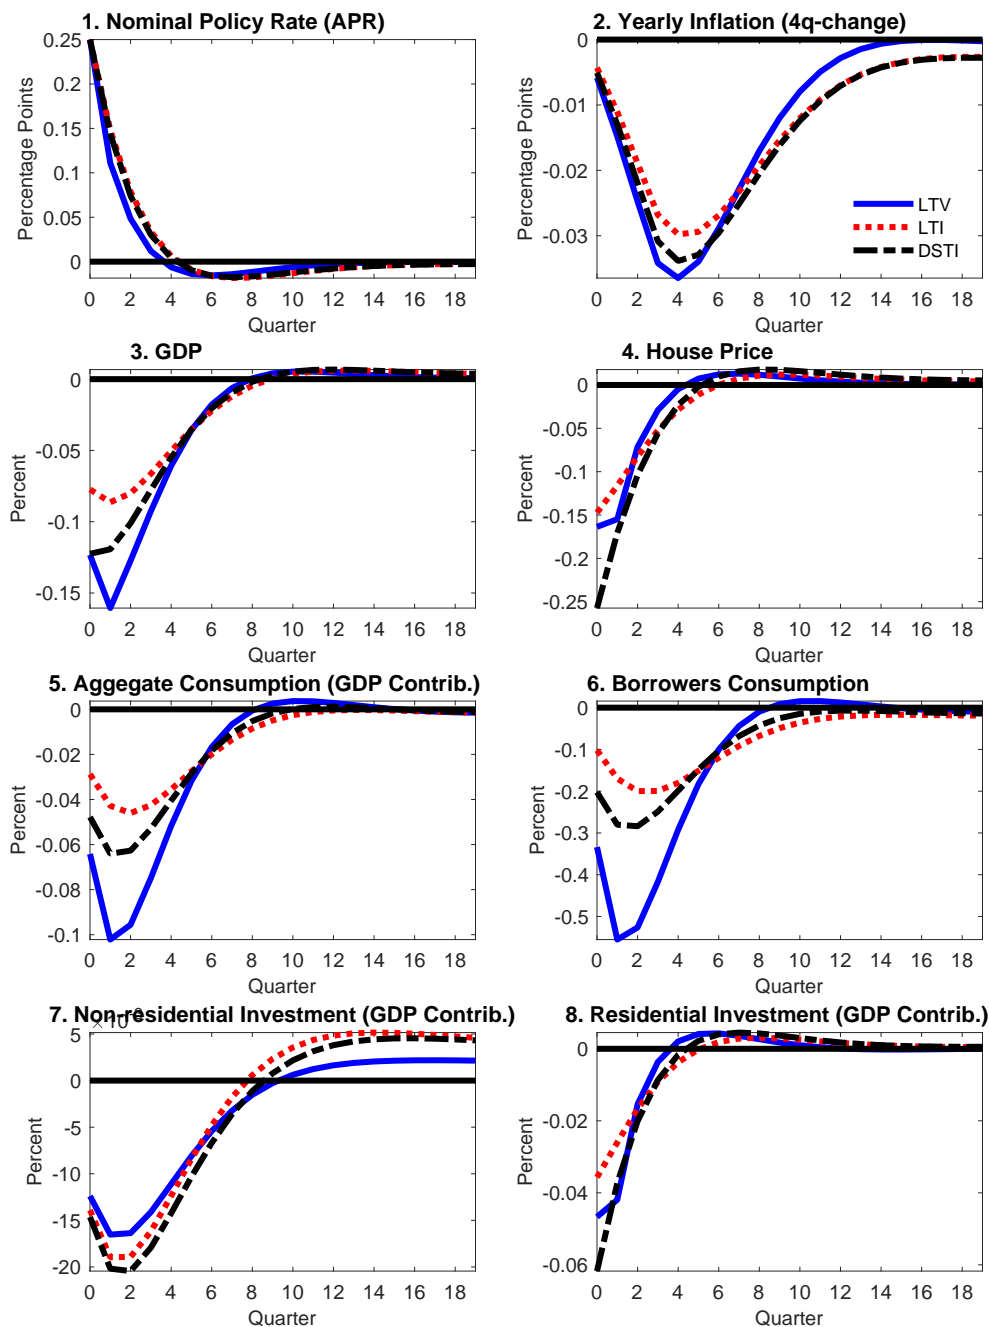 1. Nominal Policy Rate (APR)
0.25
0.2
0.15
0.1
0.05
0
Percentage Points
0 2 4 6 8 10 12 14 16 18
Quarter
2. Yearly Inflation (4q-change)
0
-0.01
-0.02
-0.03
Percentage Points
LTV
LTI
DSTI
0 2 4 6 8 10 12 14 16 18
Quarter
3. GDP
0
-0.05
-0.1
-0.15
Percent
0 2 4 6 8 10 12 14 16 18
Quarter
4. House Price
0
-0.05
-0.1
-0.15
-0.2
-0.25
Percent
0 2 4 6 8 10 12 14 16 18
Quarter
5. Aggegate Consumption (GDP Contrib.)
0
-0.02
-0.04
-0.06
-0.08
-0.1
Percent
0 2 4 6 8 10 12 14 16 18
Quarter
6. Borrowers Consumption
0
-0.1
-0.2
-0.3
-0.4
-0.5
Percent
0 2 4 6 8 10 12 14 16 18
Quarter
7. Non-residential Investment (GDP Contrib.)
5
0
-5
-10
-15
-20
Percent
0 2 4 6 8 10 12 14 16 18
Quarter
8. Residential Investment (GDP Contrib.)
0
-0.02
-0.04
-0.06
Percent
0 2 4 6 8 10 12 14 16 18
Quarter